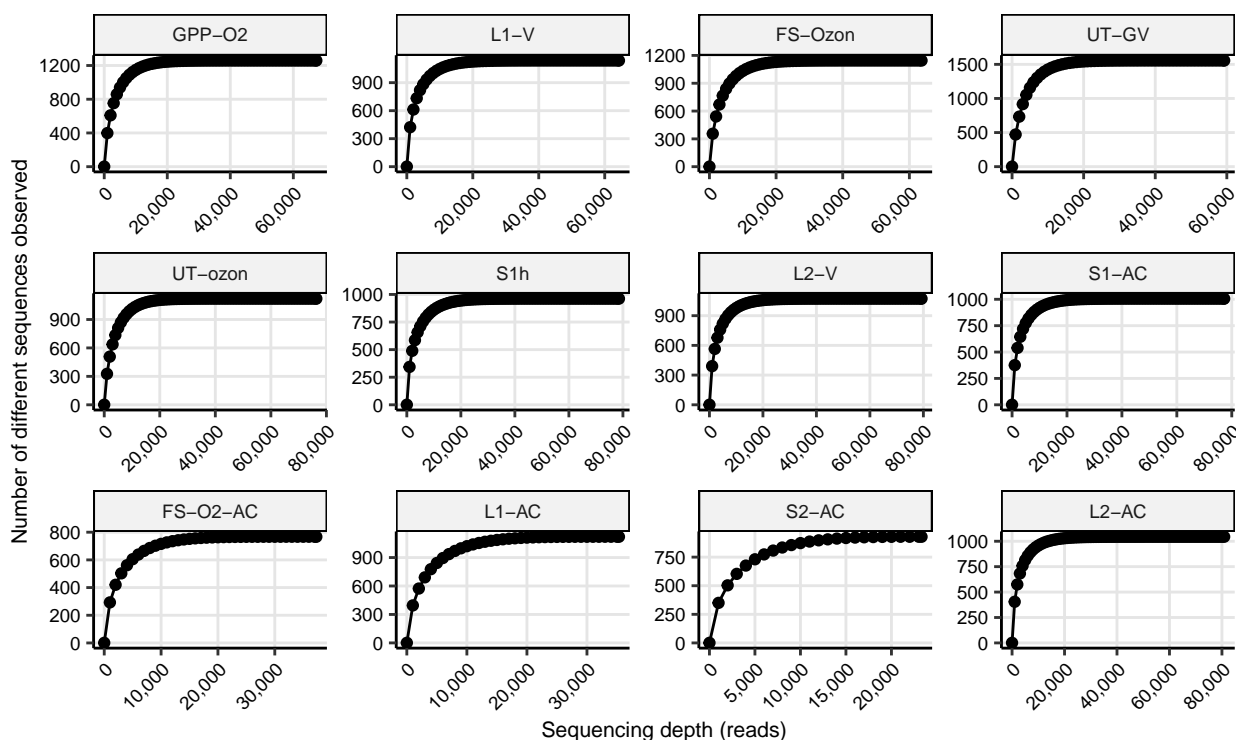 GPP−O2 L1−V FS−Ozon UT−GV
1200 900 1200 1500
800 600 900 1000
400 300 600 500
0 0 300 0
0
0 20,000 40,000 60,000 0 20,000 40,000 60,000 0 20,000 40,000 60,000 0 20,000 40,000 60,000
UT−ozon S1h L2−V S1−AC
900 1000 900 1000
600 750 600 750
300 500 300 500
0 250 0 250
0 0
0 20,000 40,000 60,000 80,000 0 20,000 40,000 60,000 80,000 0 20,000 40,000 60,000 80,000 0 20,000 40,000 60,000 80,000
FS−O2−AC L1−AC S2−AC L2−AC
800 900 750 1000
600 600 500 750
400 300 250 500
200 0 0 250
0 0
0 10,000 20,000 30,000 0 10,000 20,000 30,000 0 5,000 10,000 15,000 20,000 0 20,000 40,000 60,000 80,000
Number of different sequences observed
Sequencing depth (reads)